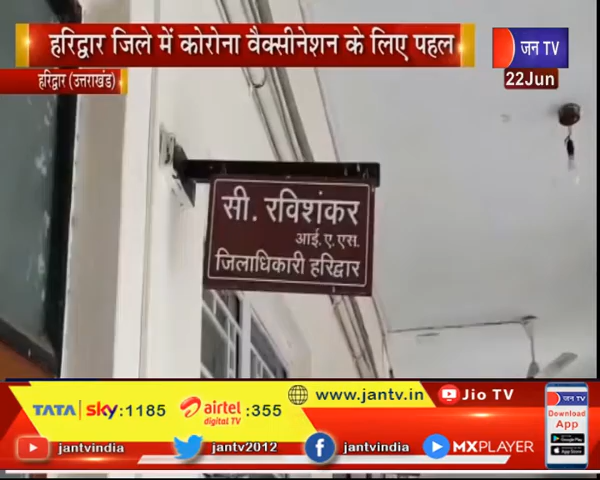 हरिद्वार जिले में कोरोना वैक्सीनेशन के लिए पहल
जन TV
हरिद्वार (उत्तराखंड)
22Jun
सी. रविशंकर
आई. ए. एस.
जिलाधिकारी हरिद्वार
TATA sky:1185
airtel digital TV :355
www.jantv.in
Jio TV
जन TV
Download
App
jantvindia
jantv2012
jantvindia
MXPLAYER